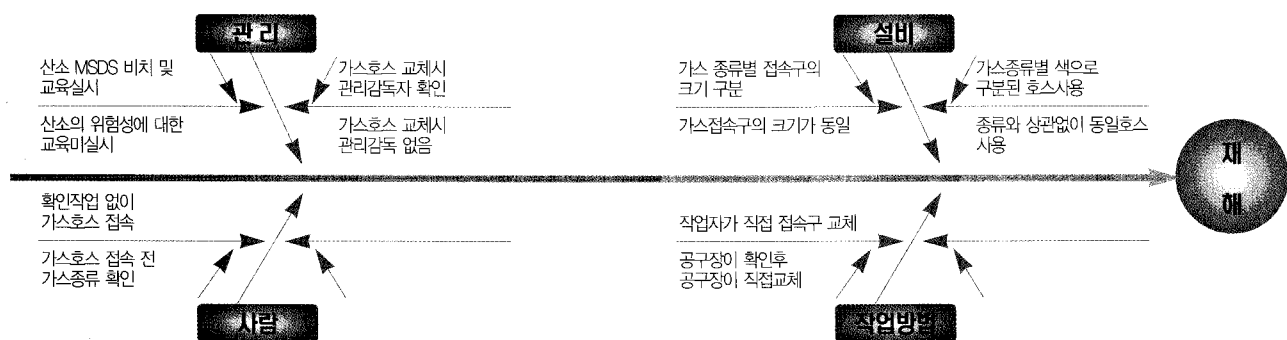 관 리
설비
산소 MSDS 비치 및
교육실시
가스호스 교체시
관리감독자 확인
가스 종류별 접속구의
크기 구분
가스종류별 색으로
구분된 호스사용
산소의 위험성에 대한
교육미실시
가스호스 교체시
관리감독 없음
가스접속구의 크기가 동일
종류와 상관없이 동일호스
사용
재
해
확인작업 없이
가스호스 접속
작업자가 직접 접속구 교체
가스호스 접속 전
가스종류 확인
공구장이 확인후
공구장이 직접교체
사람
작업방법